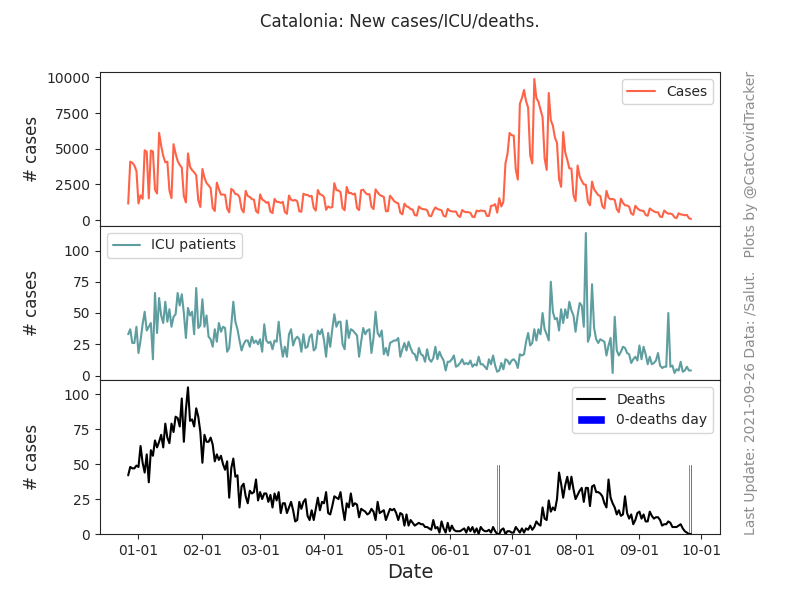 Catalonia: New cases/ICU/deaths.
10000
7500
5000
2500
0
# cases
Cases
100
75
50
25
0
# cases
ICU patients
100
75
50
25
0
# cases
Deaths
0-deaths day
01-01 02-01 03-01 04-01 05-01 06-01 07-01 08-01 09-01 10-01
Date
Last Update: 2021-09-26 Data: /Salut. Plots by @CatCovidTracker